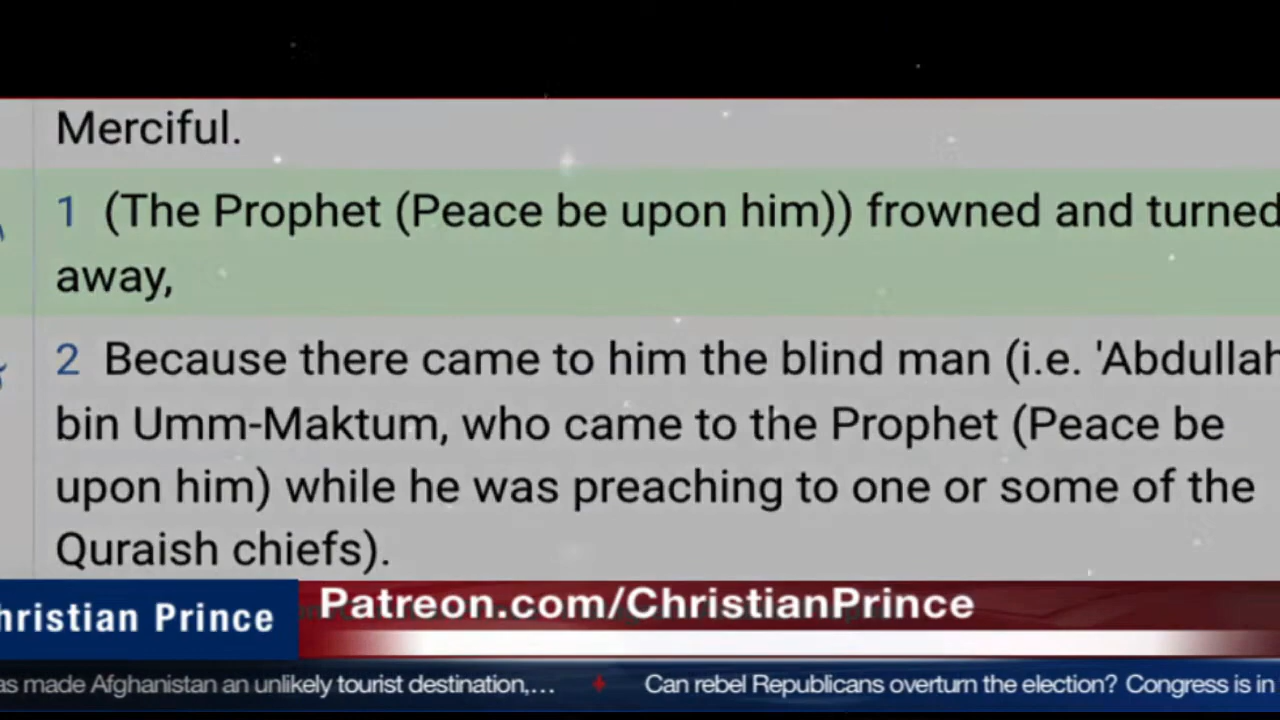 Merciful.
1 (The Prophet (Peace be upon him)) frowned and turned
away,
2 Because there came to him the blind man (i.e. 'Abdullah
bin Umm-Maktum, who came to the Prophet (Peace be
upon him) while he was preaching to one or some of the
Quraish chiefs).
hristian Prince
Patreon.com/ChristianPrince
as made Afghanistan an unlikely tourist destination,… Can rebel Republicans overturn the election? Congress is in